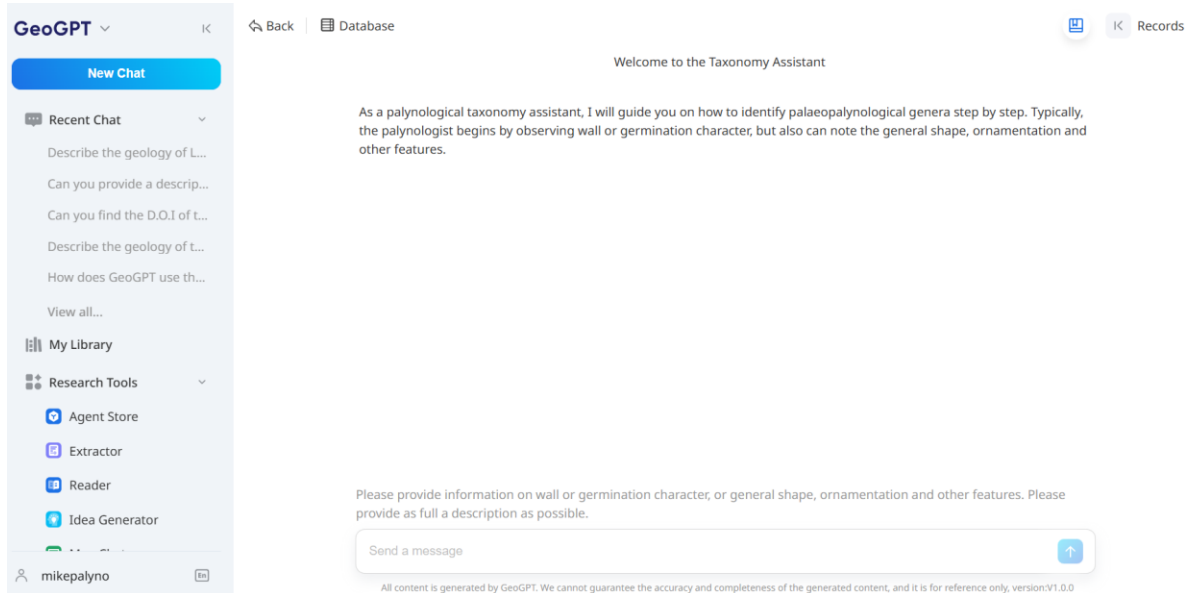 GeoGPT
Back
Database
Records
New Chat
Welcome to the Taxonomy Assistant
As a palynological taxonomy assistant, I will guide you on how to identify palaeopalynological genera step by step. Typically,
the palynologist begins by observing wall or germination character, but also can note the general shape, ornamentation and
other features.
Recent Chat
Describe the geology of L...
Can you provide a descrip...
Can you find the D.O.I of t...
Describe the geology of t...
How does GeoGPT use th...
View all...
My Library
Research Tools
Agent Store
Extractor
Reader
Idea Generator
mikepalyno
En
Please provide information on wall or germination character, or general shape, ornamentation and other features. Please
provide as full a description as possible.
Send a message
All content is generated by GeoGPT. We cannot guarantee the accuracy and completeness of the generated content, and it is for reference only, version:V1.0.0